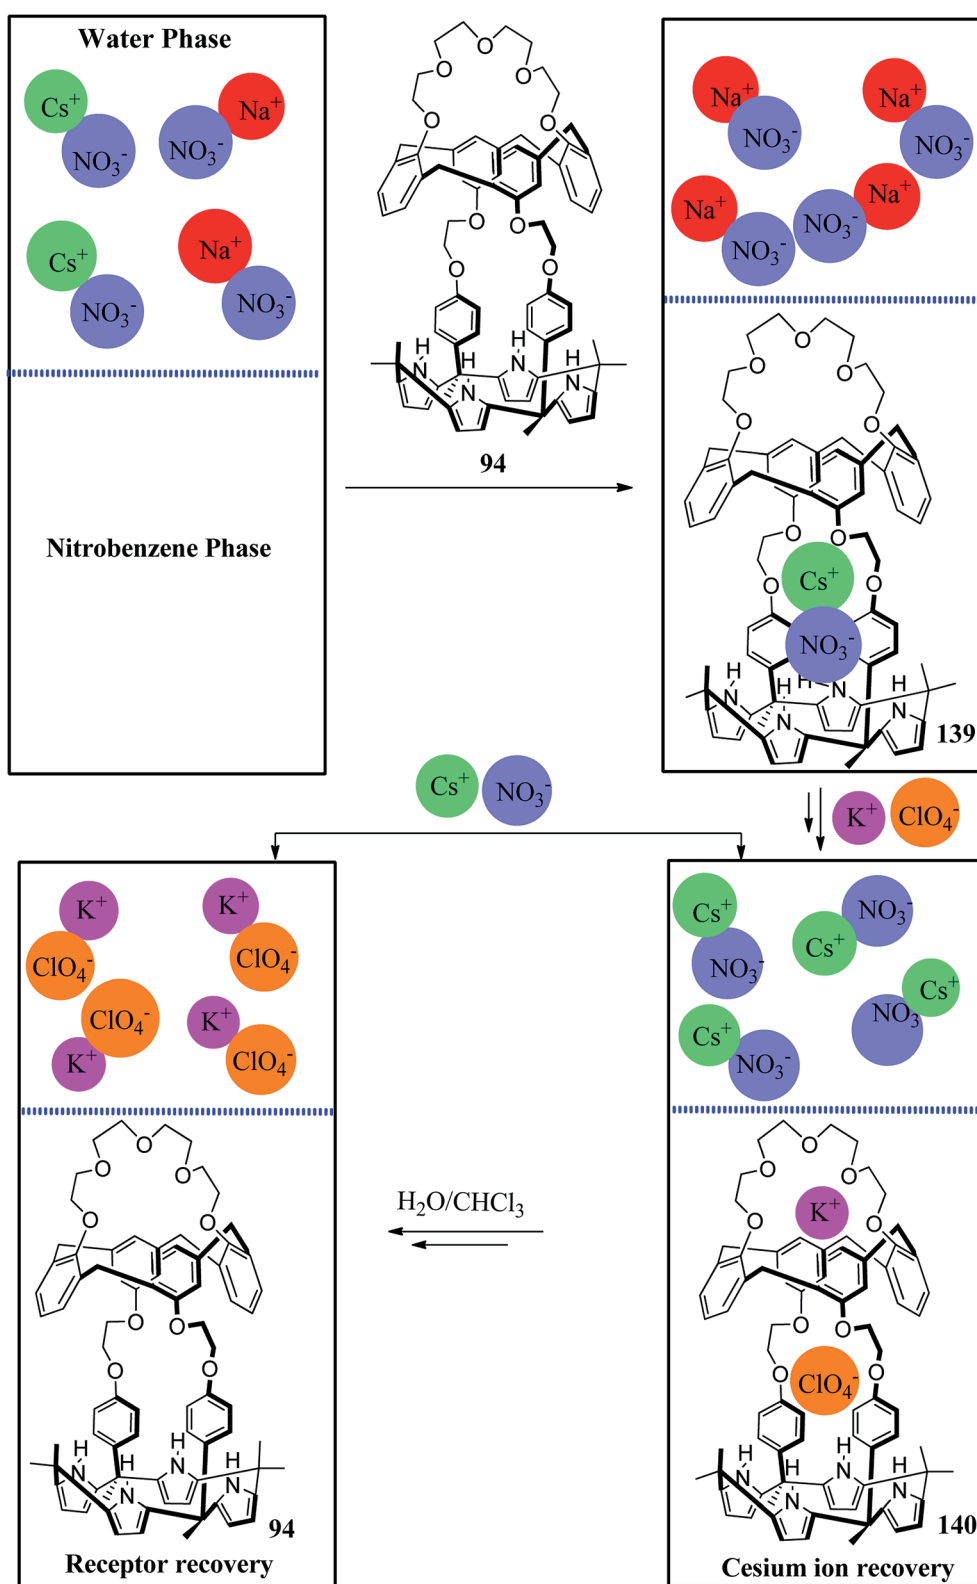 Water Phase
Cs⁺
NO₃⁻
NO₃⁻
Na⁺
Cs⁺
NO₃⁻
Na⁺
NO₃⁻
Nitrobenzene Phase
O
O
O
O
O
O
O
O
O
H
N
H
N
N
H
N
H
94
Na⁺
NO₃⁻
Na⁺
NO₃⁻
Na⁺
NO₃⁻
NO₃⁻
Na⁺
O
O
O
O
O
O
O
O
O
Cs⁺
NO₃⁻
H
N
H
N
H
N
H
N
139
Cs⁺
NO₃⁻
K⁺
ClO₄⁻
K⁺
ClO₄⁻
K⁺
ClO₄⁻
ClO₄⁻
K⁺
K⁺
ClO₄⁻
O
O
O
O
O
O
O
O
O
H
N
H
N
H
N
H
N
94
Receptor recovery
H₂O/CHCl₃
Cs⁺
NO₃⁻
NO₃⁻
Cs⁺
Cs⁺
NO₃
Cs⁺
NO₃⁻
O
O
O
O
O
K⁺
O
O
O
O
ClO₄⁻
H
N
H
N
H
N
H
N
140
Cesium ion recovery